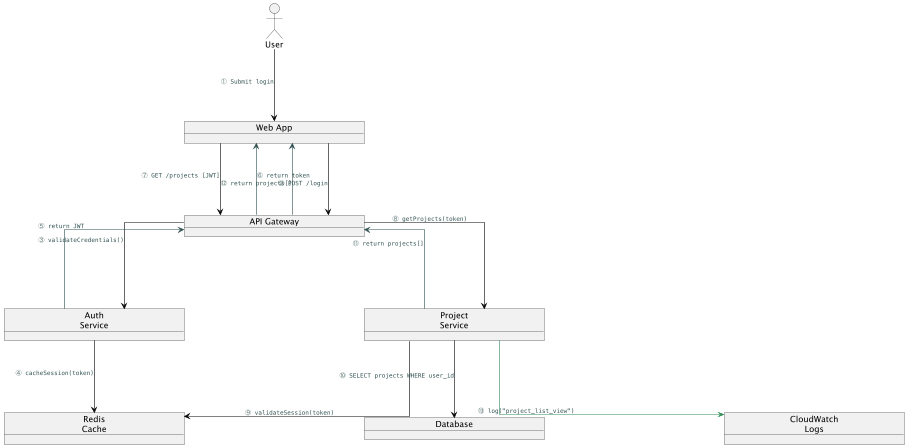 User
① Submit login
Web App
⑦ GET /projects [JWT]
⑥ return token
⑫ return projects[]
POST /login
API Gateway
⑧ getProjects(token)
⑤ return JWT
③ validateCredentials()
⑪ return projects[]
Auth
Service
Project
Service
④ cacheSession(token)
⑩ SELECT projects WHERE user_id
⑨ validateSession(token)
⑬ log("project_list_view")
Redis
Cache
Database
CloudWatch
Logs